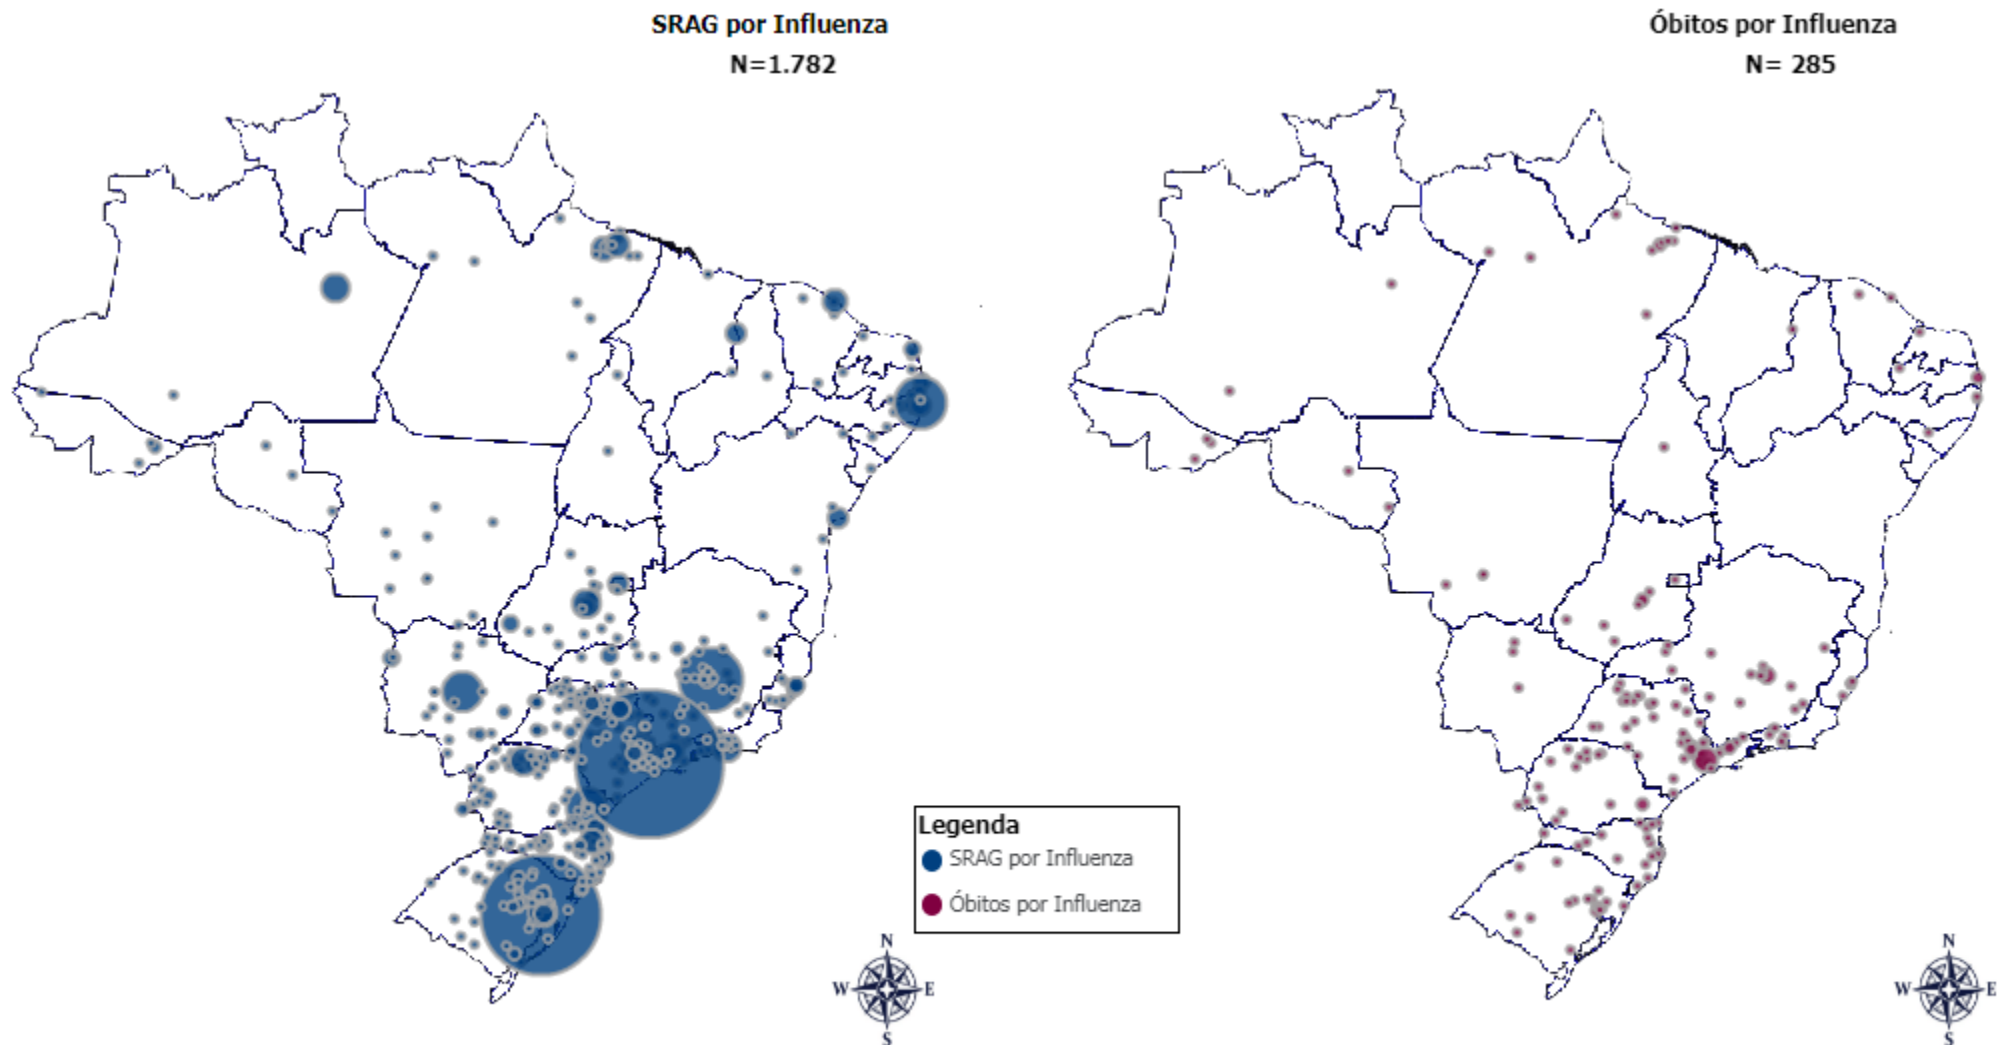 SRAG por Influenza
N=1.782
Óbitos por Influenza
N= 285
Legenda
SRAG por Influenza
Óbitos por Influenza
N
W E
S
N
W E
S